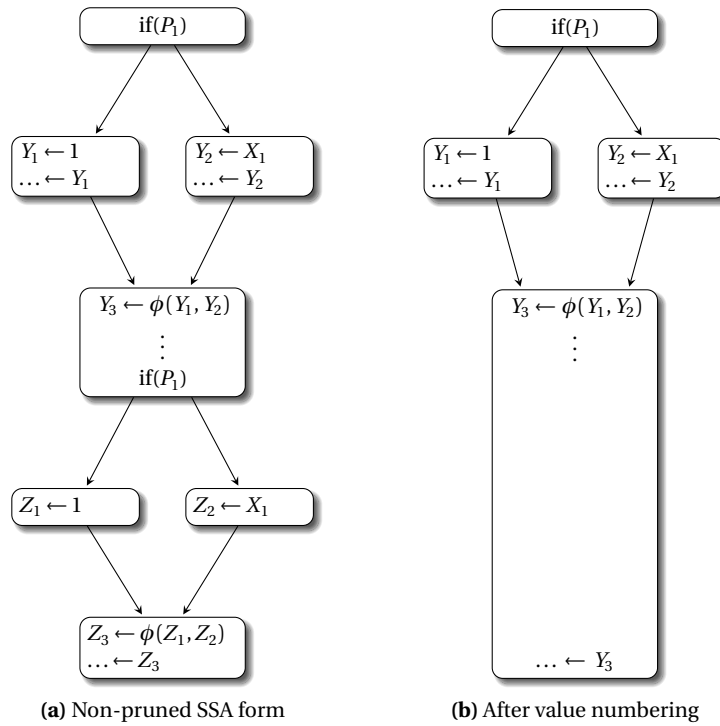 if(P₁)
Y₁ ← 1
… ← Y₁
Y₂ ← X₁
… ← Y₂
Y₃ ← ϕ(Y₁, Y₂)
⋮
if(P₁)
Z₁ ← 1
Z₂ ← X₁
Z₃ ← ϕ(Z₁, Z₂)
… ← Z₃
(a) Non-pruned SSA form
if(P₁)
Y₁ ← 1
… ← Y₁
Y₂ ← X₁
… ← Y₂
Y₃ ← ϕ(Y₁, Y₂)
⋮
… ← Y₃
(b) After value numbering